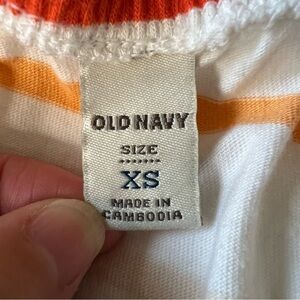 OLD NAVY
SIZE
XS
MADE IN
CAMBODIA